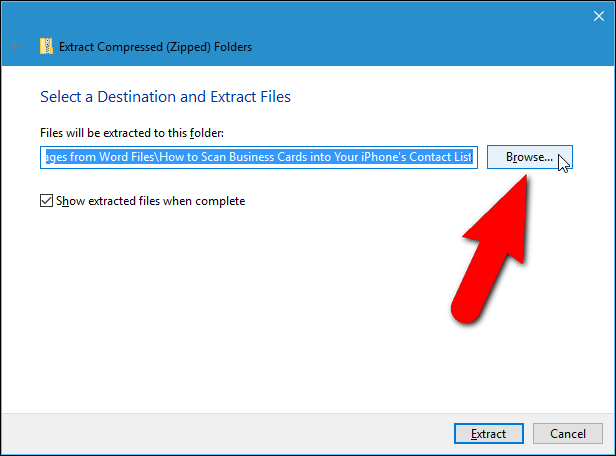 Extract Compressed (Zipped) Folders
Select a Destination and Extract Files
Files will be extracted to this folder:
ages from Word Files\How to Scan Business Cards into Your iPhone's Contact List
Browse...
Show extracted files when complete
Extract
Cancel